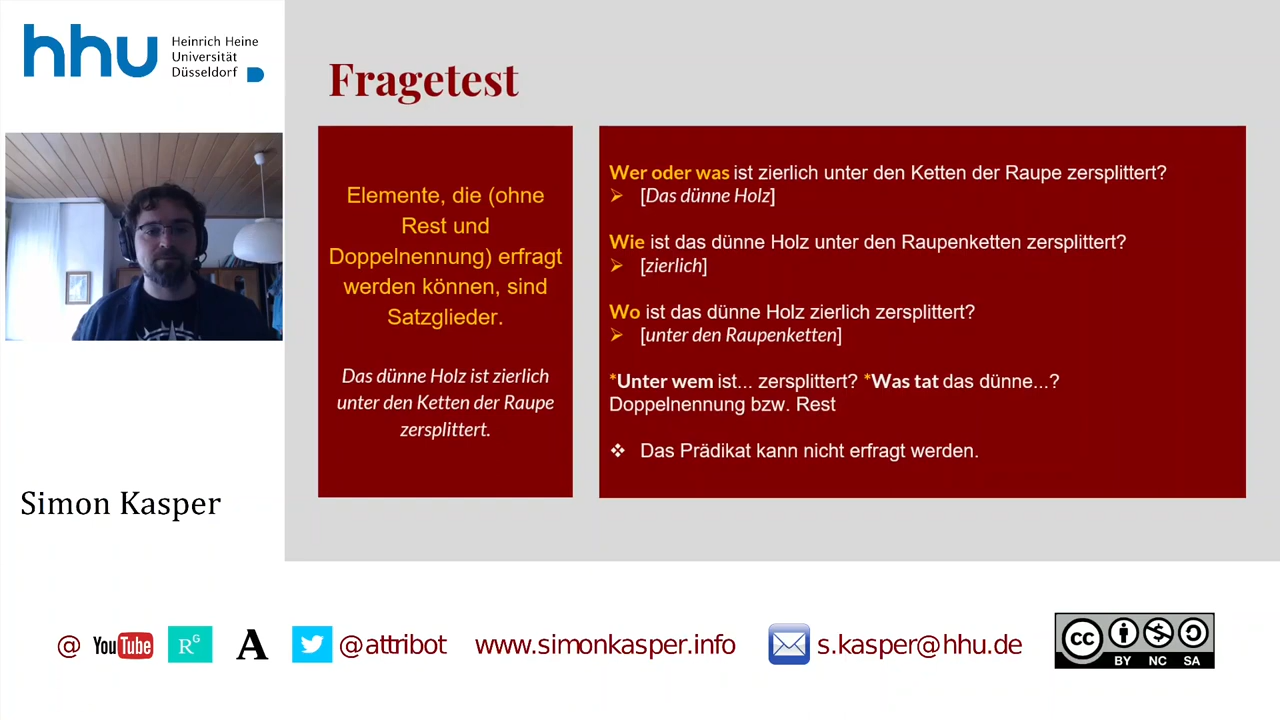 hhu
Heinrich Heine
Universität
Düsseldorf
Fragetest
Elemente, die (ohne
Rest und
Doppelnennung) erfragt
werden können, sind
Satzglieder.
Das dünne Holz ist zierlich
unter den Ketten der Raupe
zersplittert.
Wer oder was ist zierlich unter den Ketten der Raupe zersplittert?
➢ [Das dünne Holz]
Wie ist das dünne Holz unter den Raupenketten zersplittert?
➢ [zierlich]
Wo ist das dünne Holz zierlich zersplittert?
➢ [unter den Raupenketten]
*Unter wem ist... zersplittert? *Was tat das dünne...?
Doppelnennung bzw. Rest
❖ Das Prädikat kann nicht erfragt werden.
Simon Kasper
@ YouTube RG A @attribot www.simonkasper.info s.kasper@hhu.de
cc BY NC SA